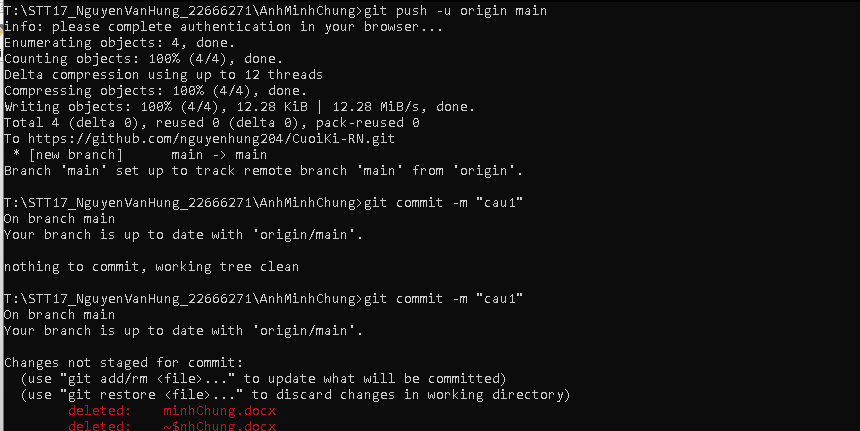 T:\STT17_NguyenVanHung_22666271\AnhMinhChung>git push -u origin main
info: please complete authentication in your browser...
Enumerating objects: 4, done.
Counting objects: 100% (4/4), done.
Delta compression using up to 12 threads
Compressing objects: 100% (4/4), done.
Writing objects: 100% (4/4), 12.28 KiB | 12.28 MiB/s, done.
Total 4 (delta 0), reused 0 (delta 0), pack-reused 0
To https://github.com/nguyenhung204/CuoiKi-RN.git
 * [new branch]      main -> main
Branch 'main' set up to track remote branch 'main' from 'origin'.
T:\STT17_NguyenVanHung_22666271\AnhMinhChung>git commit -m "cau1"
On branch main
Your branch is up to date with 'origin/main'.
nothing to commit, working tree clean
T:\STT17_NguyenVanHung_22666271\AnhMinhChung>git commit -m "cau1"
On branch main
Your branch is up to date with 'origin/main'.
Changes not staged for commit:
  (use "git add/rm <file>..." to update what will be committed)
  (use "git restore <file>..." to discard changes in working directory)
        deleted:    minhChung.docx
        deleted:    ~$nhChung.docx